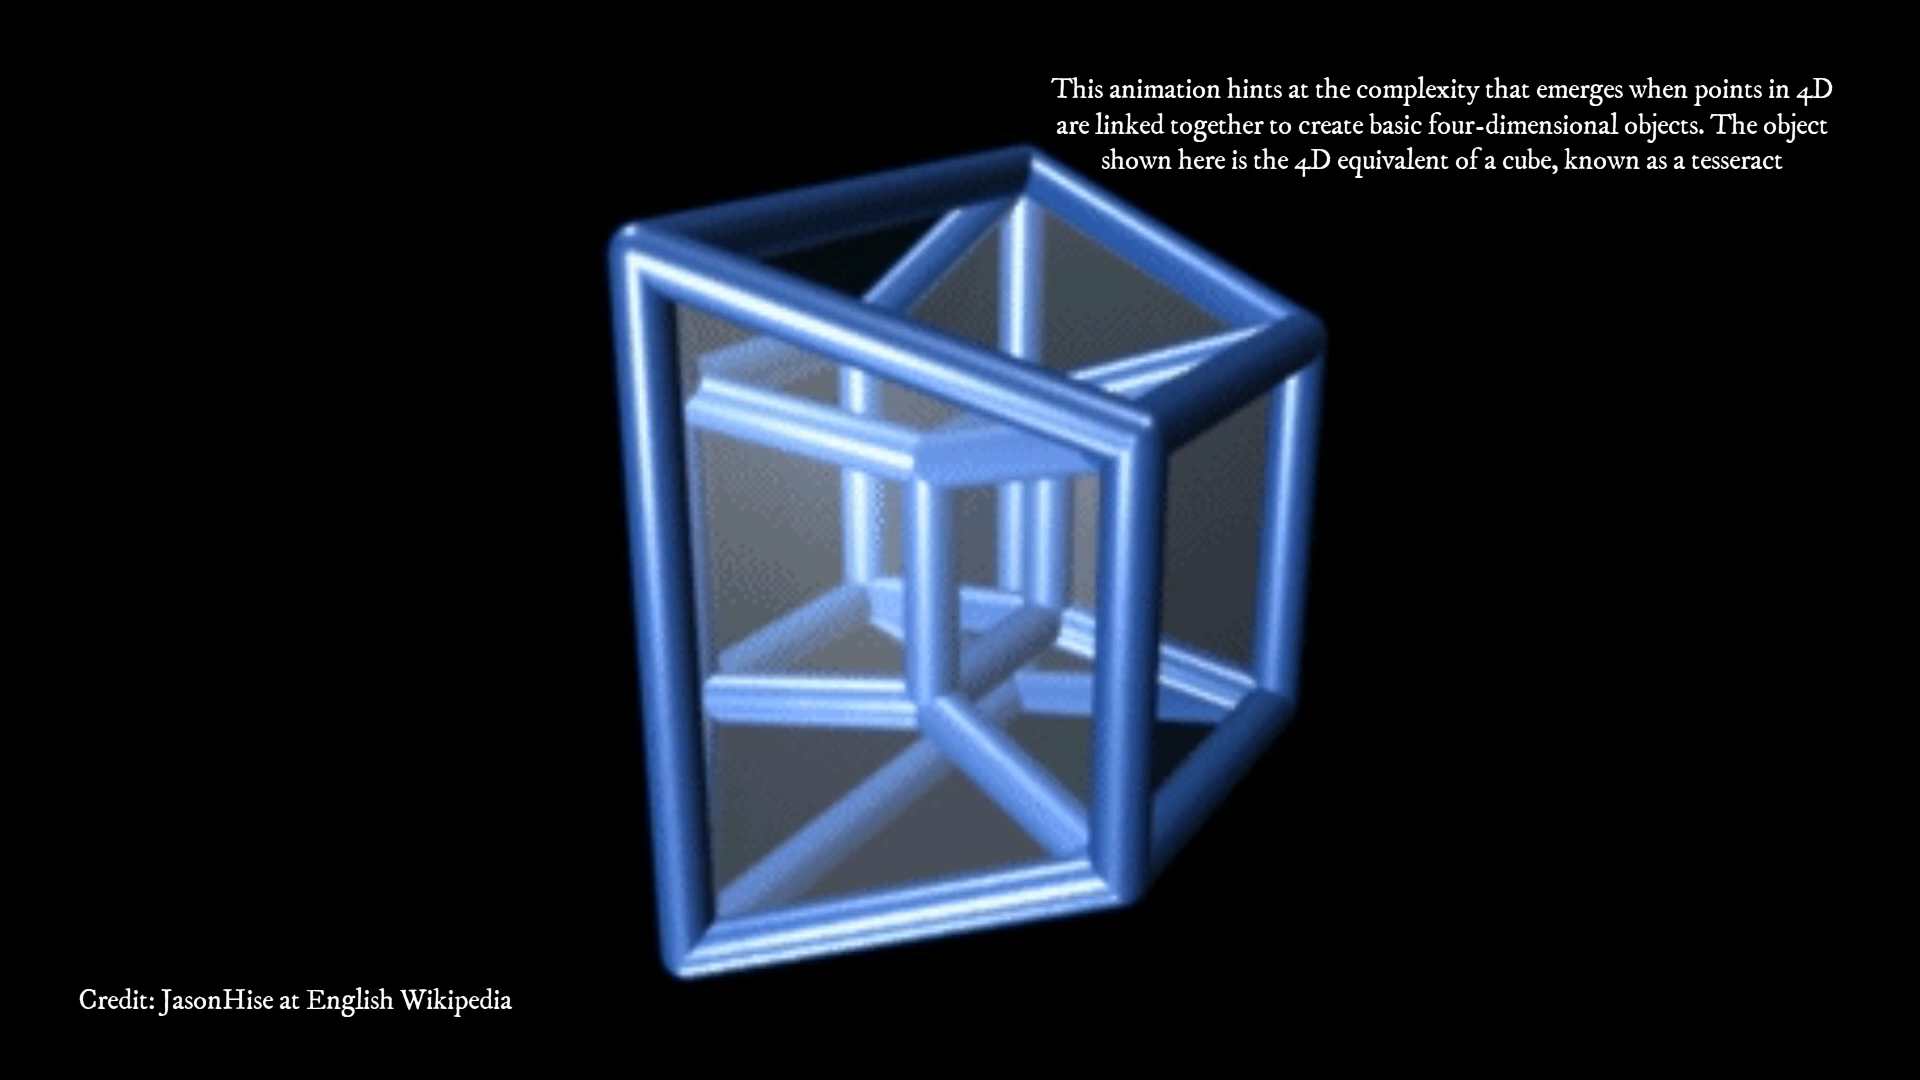 This animation hints at the complexity that emerges when points in 4D
are linked together to create basic four-dimensional objects. The object
shown here is the 4D equivalent of a cube, known as a tesseract
Credit: JasonHise at English Wikipedia